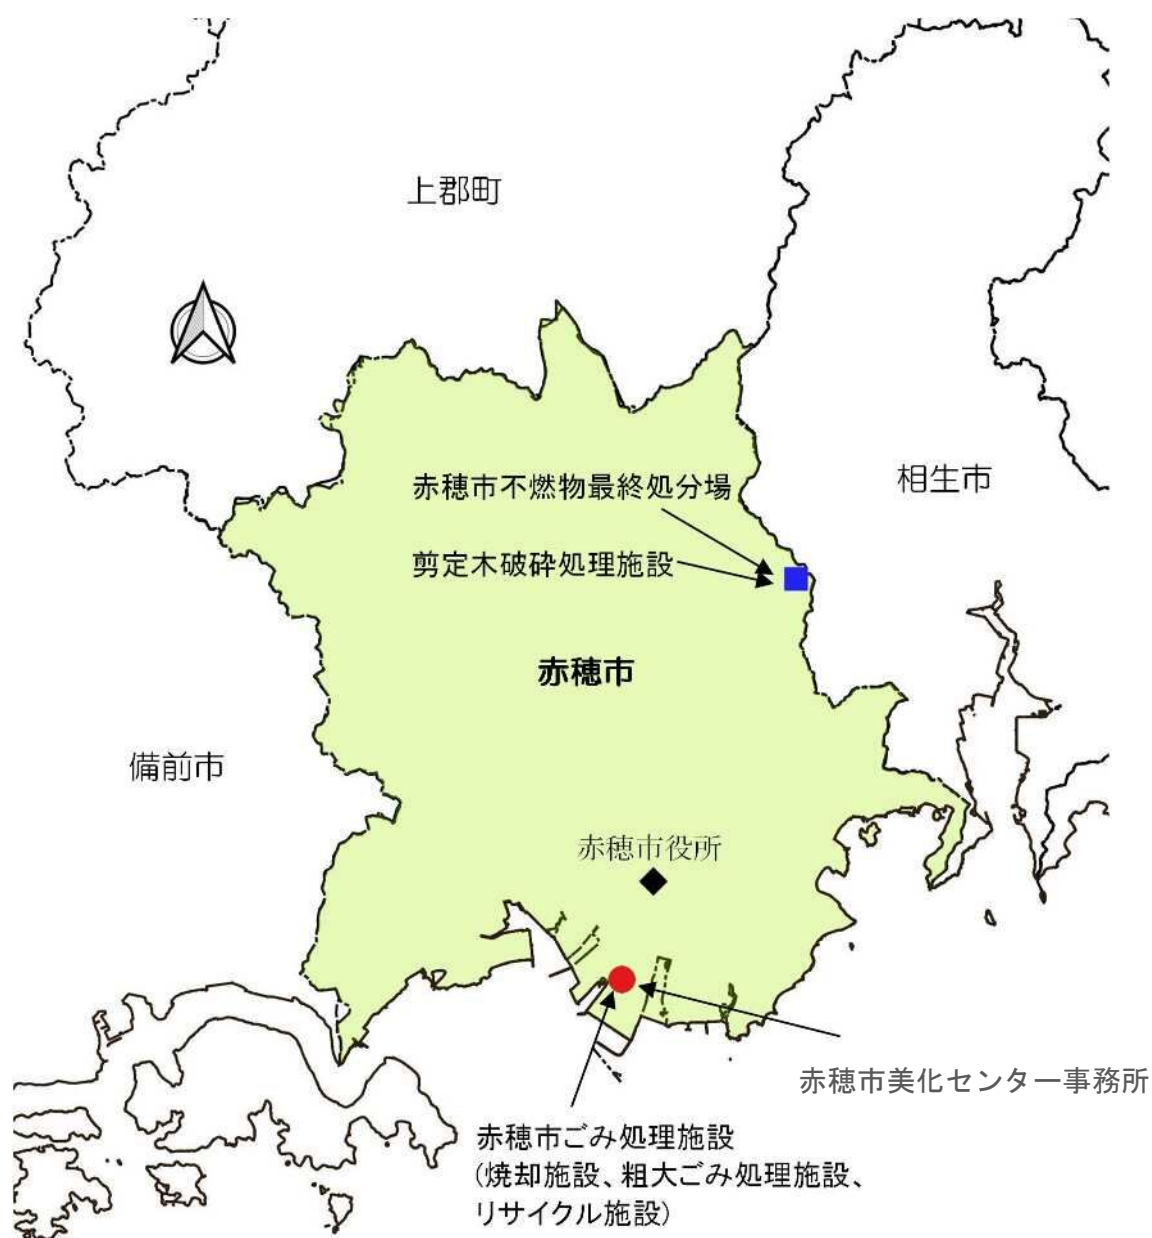 上郡町
赤穂市不燃物最終処分場
相生市
剪定木破砕処理施設
赤穂市
備前市
赤穂市役所
赤穂市美化センター事務所
赤穂市ごみ処理施設
(焼却施設、粗大ごみ処理施設、
リサイクル施設)